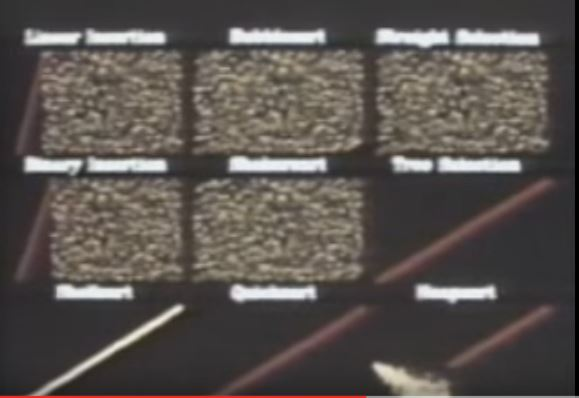 Linear Insertion Bubblesort Straight Selection
Binary Insertion Shakersort Tree Selection
Shellsort Quicksort Heapsort